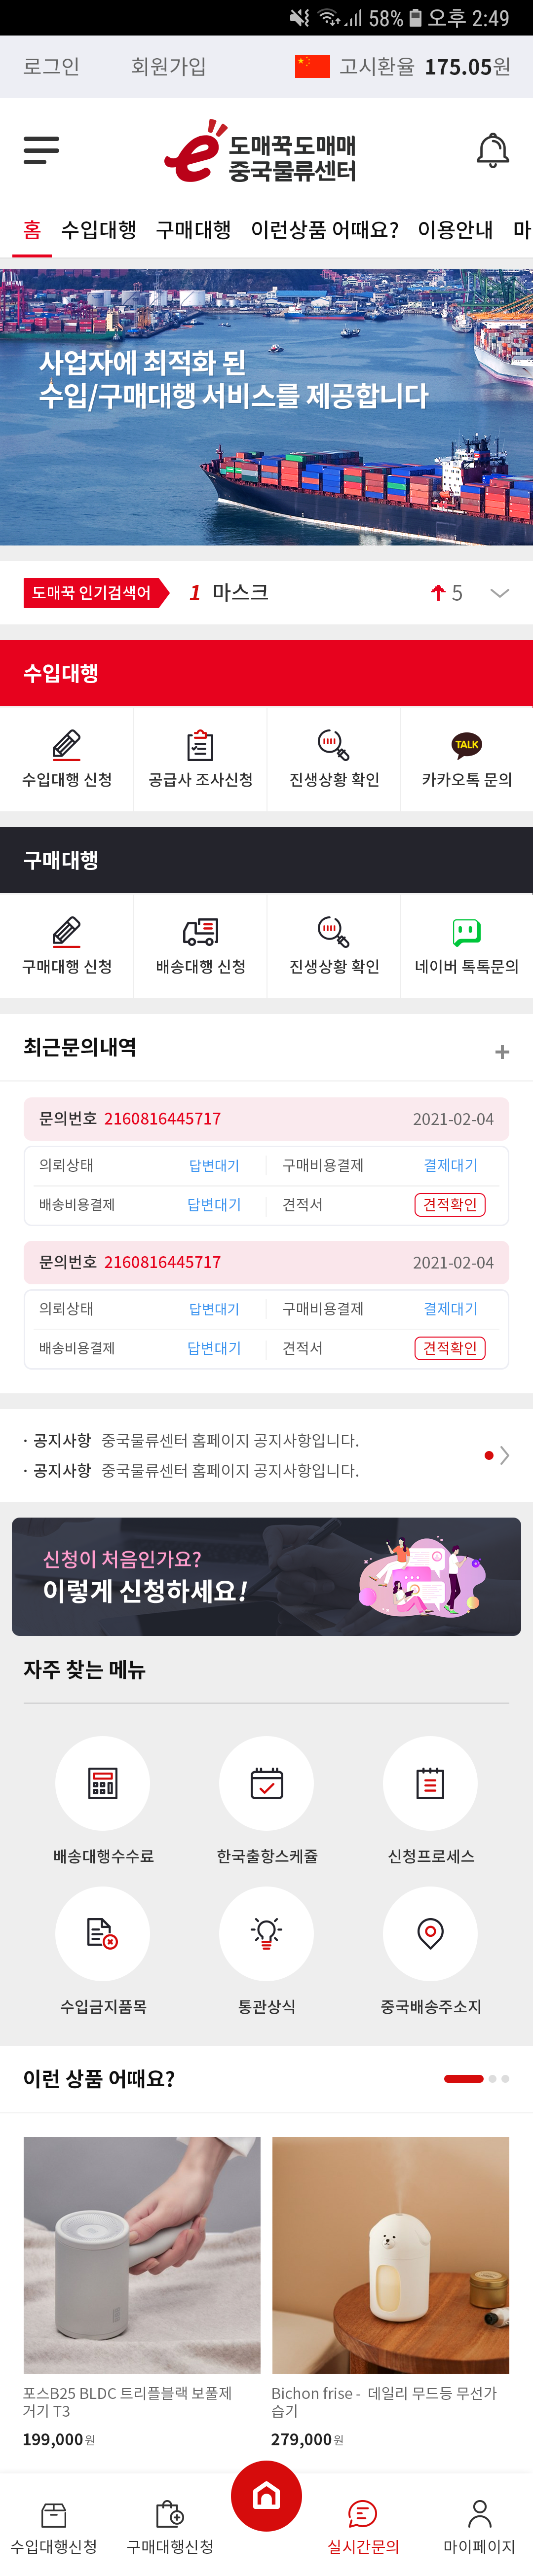 58% 오후 2:49
로그인 회원가입 고시환율 175.05원
도매꾹도매매
중국물류센터
홈 수입대행 구매대행 이런상품 어때요? 이용안내 마
사업자에 최적화 된
수입/구매대행 서비스를 제공합니다
도매꾹 인기검색어 1 마스크 5
수입대행
수입대행 신청 공급사 조사신청 진생상황 확인 카카오톡 문의
TALK
구매대행
구매대행 신청 배송대행 신청 진생상황 확인 네이버 톡톡문의
최근문의내역
문의번호 2160816445717 2021-02-04
의뢰상태 답변대기 구매비용결제 결제대기
배송비용결제 답변대기 견적서 견적확인
문의번호 2160816445717 2021-02-04
의뢰상태 답변대기 구매비용결제 결제대기
배송비용결제 답변대기 견적서 견적확인
· 공지사항 중국물류센터 홈페이지 공지사항입니다.
· 공지사항 중국물류센터 홈페이지 공지사항입니다.
신청이 처음인가요?
이렇게 신청하세요!
자주 찾는 메뉴
배송대행수수료 한국출항스케쥴 신청프로세스
수입금지품목 통관상식 중국배송주소지
이런 상품 어때요?
포스B25 BLDC 트리플블랙 보풀제
거기 T3
199,000원
Bichon frise - 데일리 무드등 무선가
습기
279,000원
수입대행신청 구매대행신청 실시간문의 마이페이지